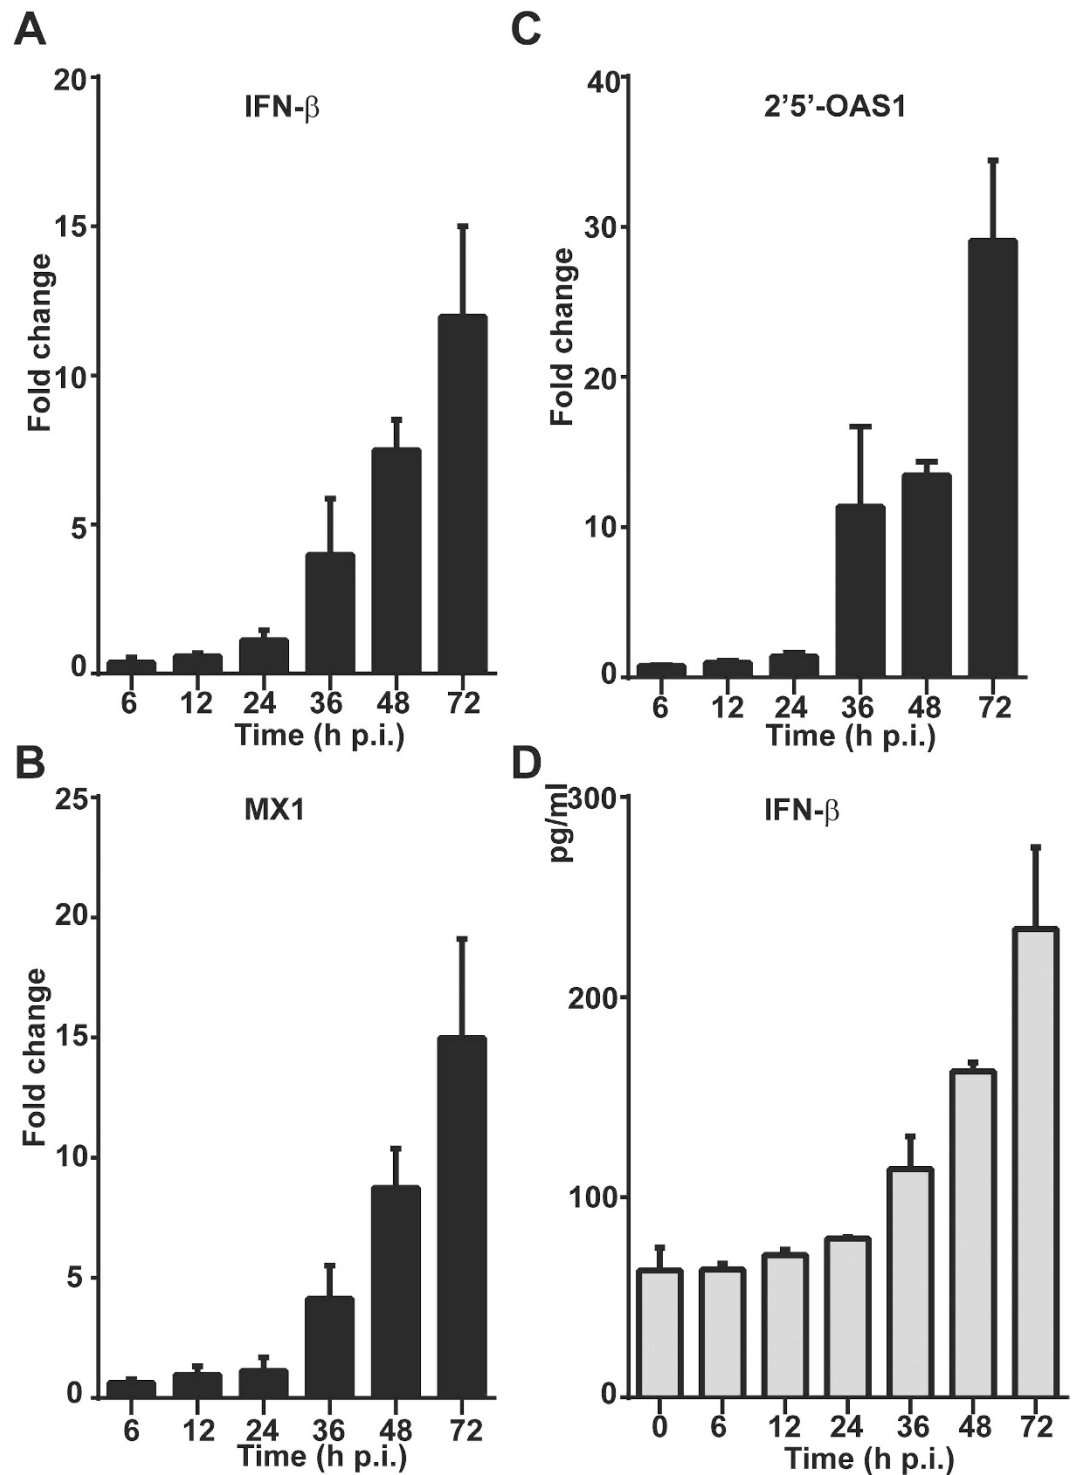 A
IFN-β
Fold change
20
15
10
5
0
6 12 24 36 48 72
Time (h p.i.)
C
2’5’-OAS1
Fold change
40
30
20
10
0
6 12 24 36 48 72
Time (h p.i.)
B
MX1
Fold change
25
20
15
10
5
0
6 12 24 36 48 72
Time (h p.i.)
D
IFN-β
pg/ml
300
200
100
0
0 6 12 24 36 48 72
Time (h p.i.)